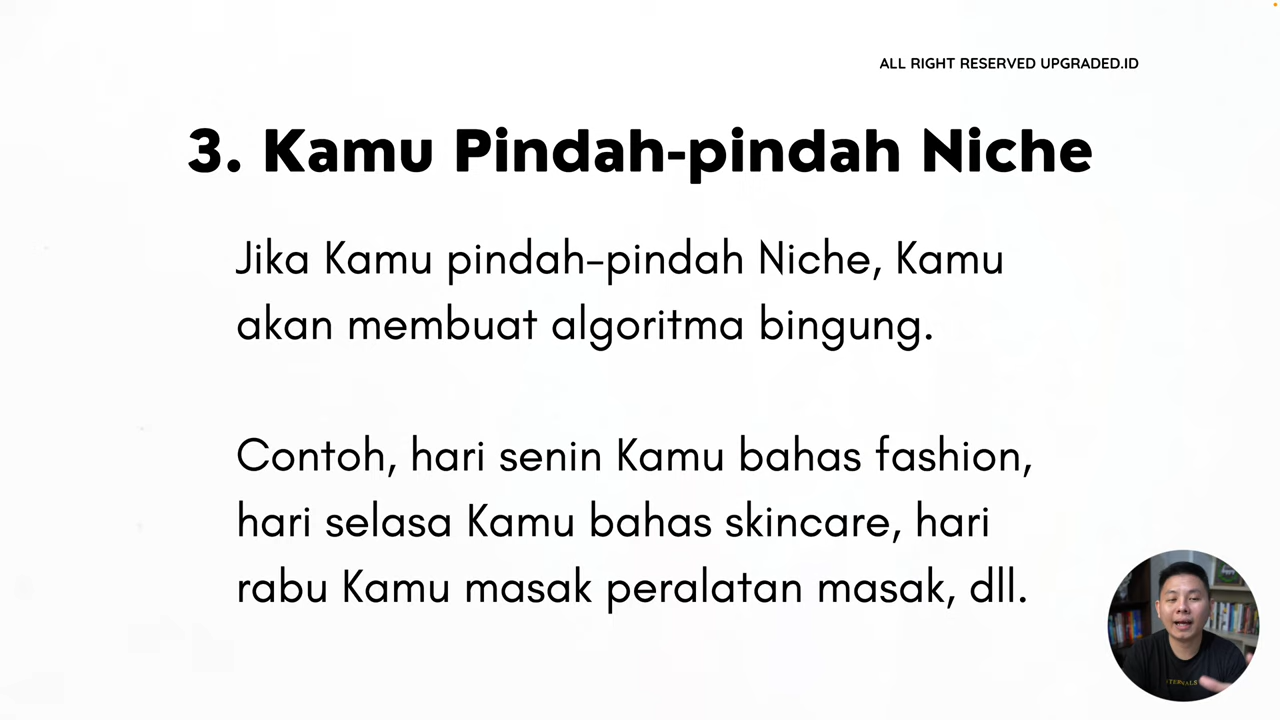 ALL RIGHT RESERVED UPGRADED.ID
3. Kamu Pindah-pindah Niche
Jika Kamu pindah-pindah Niche, Kamu
akan membuat algoritma bingung.
Contoh, hari senin Kamu bahas fashion,
hari selasa Kamu bahas skincare, hari
rabu Kamu masak peralatan masak, dll.